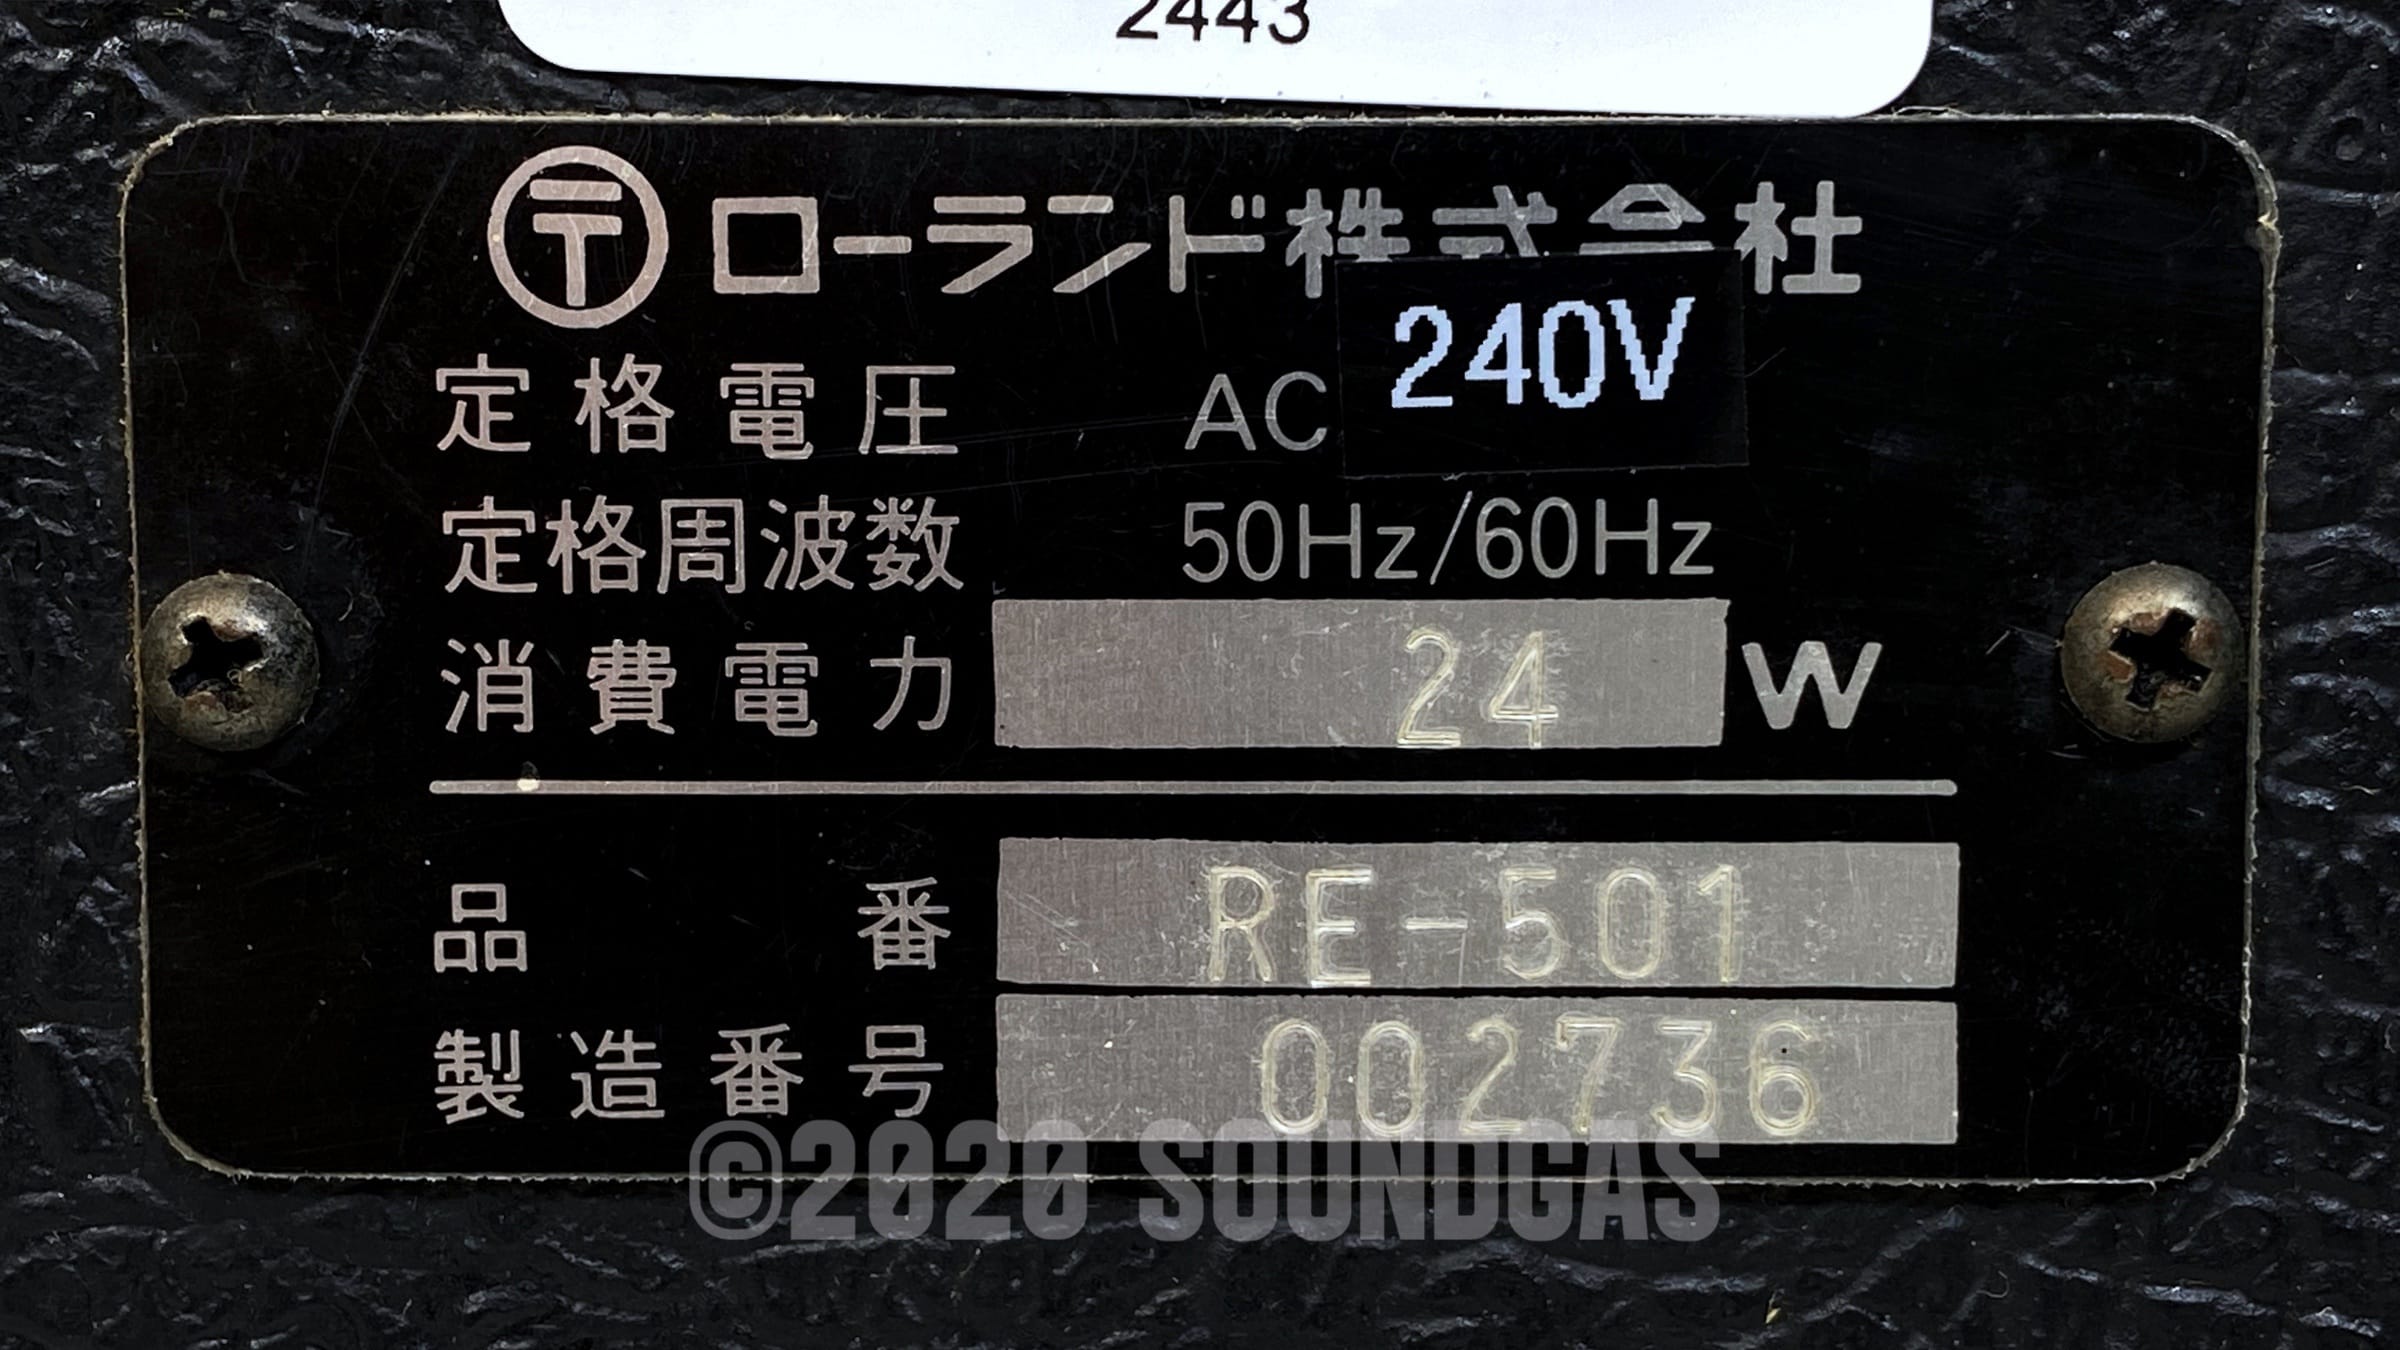 2443
〒 ローランド株式会社
定格電圧 AC 240V
定格周波数 50Hz/60Hz
消費電力 24 W
品番 RE-501
製造番号 002736
©2020 SOUNDGAS